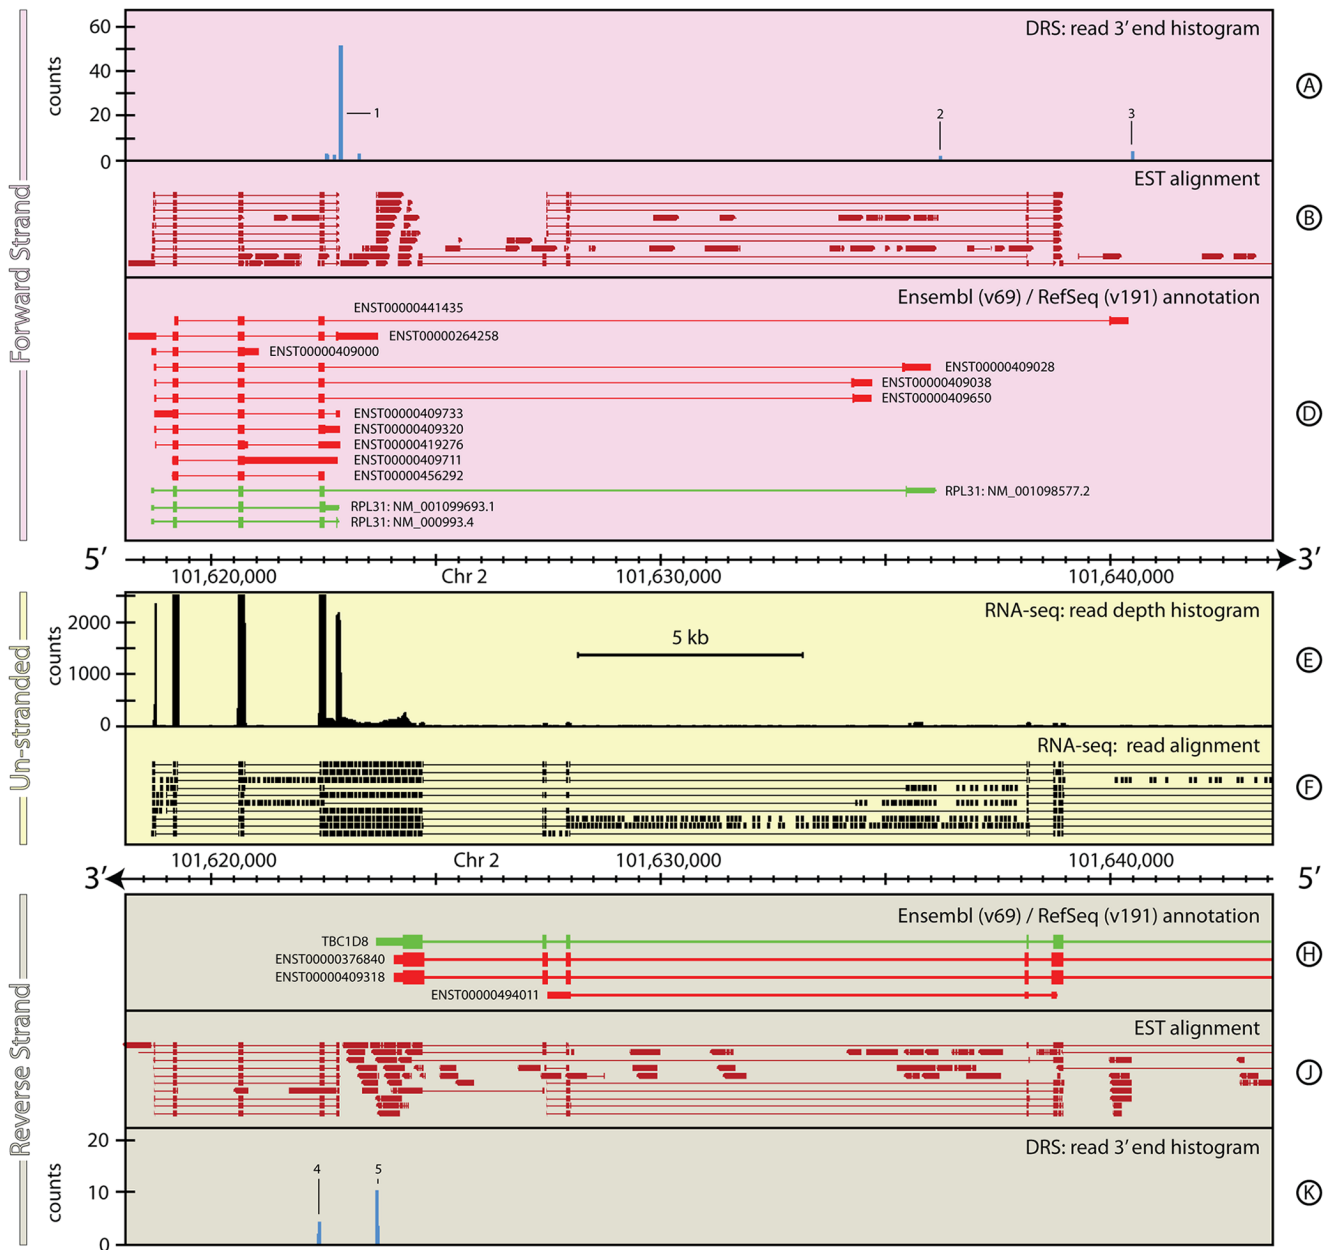 Forward Strand
counts
60
40
20
0
DRS: read 3′ end histogram
1
2
3
A
EST alignment
B
Ensembl (v69) / RefSeq (v191) annotation
ENST00000441435
ENST00000264258
ENST00000409000
ENST00000409028
ENST00000409038
ENST00000409650
ENST00000409733
ENST00000409320
ENST00000419276
ENST00000409711
ENST00000456292
RPL31: NM_001098577.2
RPL31: NM_001099693.1
RPL31: NM_000993.4
D
5′ 3′
101,620,000 Chr 2 101,630,000 101,640,000
Un-stranded
counts
2000
1000
0
RNA-seq: read depth histogram
5 kb
E
RNA-seq: read alignment
F
101,620,000 Chr 2 101,630,000 101,640,000
3′ 5′
Reverse Strand
Ensembl (v69) / RefSeq (v191) annotation
TBC1D8
ENST00000376840
ENST00000409318
ENST00000494011
H
EST alignment
J
DRS: read 3′ end histogram
counts
20
10
0
4
5
K